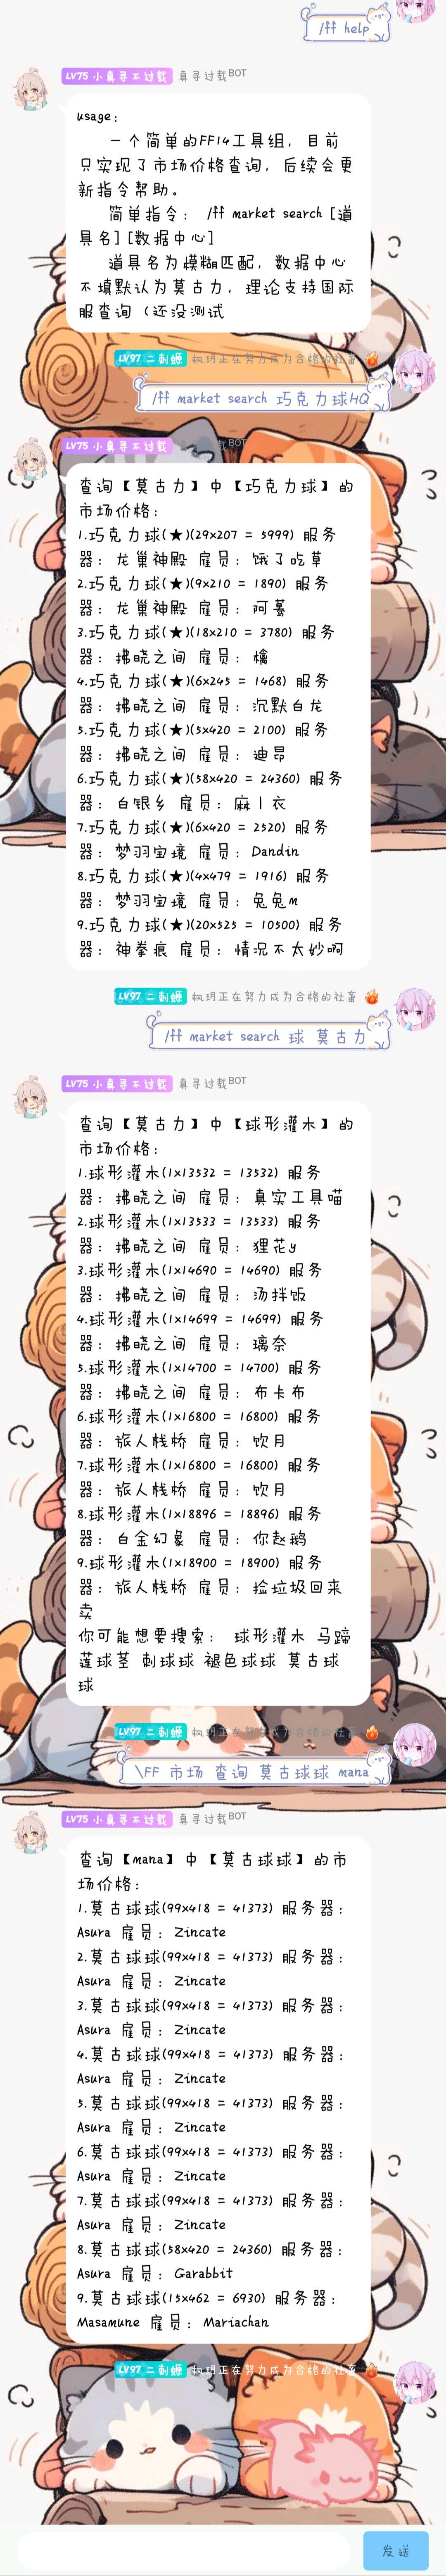 /ff help
LV75 小真寻不过载 真寻过载BOT
usage:
一个简单的FF14工具组，目前
只实现了市场价格查询，后续会更
新指令帮助。
简单指令： /ff market search [道
具名] [数据中心]
道具名为模糊匹配，数据中心
不填默认为莫古力，理论支持国际
服查询（还没测试
LV97 二刺螈 枫玥正在努力成为合格的社畜
/ff market search 巧克力球HQ
LV75 小真寻不过载 BOT
查询【莫古力】中【巧克力球】的
市场价格：
1.巧克力球(★)(29x207 = 5999) 服务
器： 龙巢神殿 雇员： 饿了吃草
2.巧克力球(★)(9x210 = 1890) 服务
器： 龙巢神殿 雇员： 阿蔓
3.巧克力球(★)(18x210 = 3780) 服务
器： 拂晓之间 雇员：
4.巧克力球(★)(6x245 = 1468) 服务
器： 拂晓之间 雇员： 沉默白龙
5.巧克力球(★)(5x420 = 2100) 服务
器： 拂晓之间 雇员： 迪昂
6.巧克力球(★)(58x420 = 24360) 服务
器： 白银乡 雇员： 麻丨衣
7.巧克力球(★)(6x420 = 2520) 服务
器： 梦羽宝境 雇员： Dandin
8.巧克力球(★)(4x479 = 1916) 服务
器： 梦羽宝境 雇员： 兔兔m
9.巧克力球(★)(20x525 = 10500) 服务
器： 神拳痕 雇员： 情况不太妙啊
LV97 二刺螈 枫玥正在努力成为合格的社畜
/ff market search 球 莫古力
LV75 小真寻不过载 真寻过载BOT
查询【莫古力】中【球形灌木】的
市场价格：
1.球形灌木(1x13532 = 13532) 服务
器： 拂晓之间 雇员： 真实工具喵
2.球形灌木(1x13533 = 13533) 服务
器： 拂晓之间 雇员： 狸花y
3.球形灌木(1x14690 = 14690) 服务
器： 拂晓之间 雇员： 汤拌饭
4.球形灌木(1x14699 = 14699) 服务
器： 拂晓之间 雇员： 璃奈
5.球形灌木(1x14700 = 14700) 服务
器： 拂晓之间 雇员： 布卡布
6.球形灌木(1x16800 = 16800) 服务
器： 旅人栈桥 雇员： 饮月
7.球形灌木(1x16800 = 16800) 服务
器： 旅人栈桥 雇员： 饮月
8.球形灌木(1x18896 = 18896) 服务
器： 白金幻象 雇员： 你赵鹅
9.球形灌木(1x18900 = 18900) 服务
器： 旅人栈桥 雇员： 捡垃圾回来
卖
你可能想要搜索： 球形灌木 马蹄
莲球茎 刺球球 褪色球球 莫古球
球
LV97 二刺螈 枫玥正在努力成为合格的社畜
\FF 市场 查询 莫古球球 mana
LV75 小真寻不过载 真寻过载BOT
查询【mana】中【莫古球球】的市
场价格：
1.莫古球球(99x418 = 41373) 服务器：
Asura 雇员： Zincate
2.莫古球球(99x418 = 41373) 服务器：
Asura 雇员： Zincate
3.莫古球球(99x418 = 41373) 服务器：
Asura 雇员： Zincate
4.莫古球球(99x418 = 41373) 服务器：
Asura 雇员： Zincate
5.莫古球球(99x418 = 41373) 服务器：
Asura 雇员： Zincate
6.莫古球球(99x418 = 41373) 服务器：
Asura 雇员： Zincate
7.莫古球球(99x418 = 41373) 服务器：
Asura 雇员： Zincate
8.莫古球球(58x420 = 24360) 服务器：
Asura 雇员： Garabbit
9.莫古球球(15x462 = 6930) 服务器：
Masamune 雇员： Mariachan
LV97 二刺螈 枫玥正在努力成为合格的社畜
发送